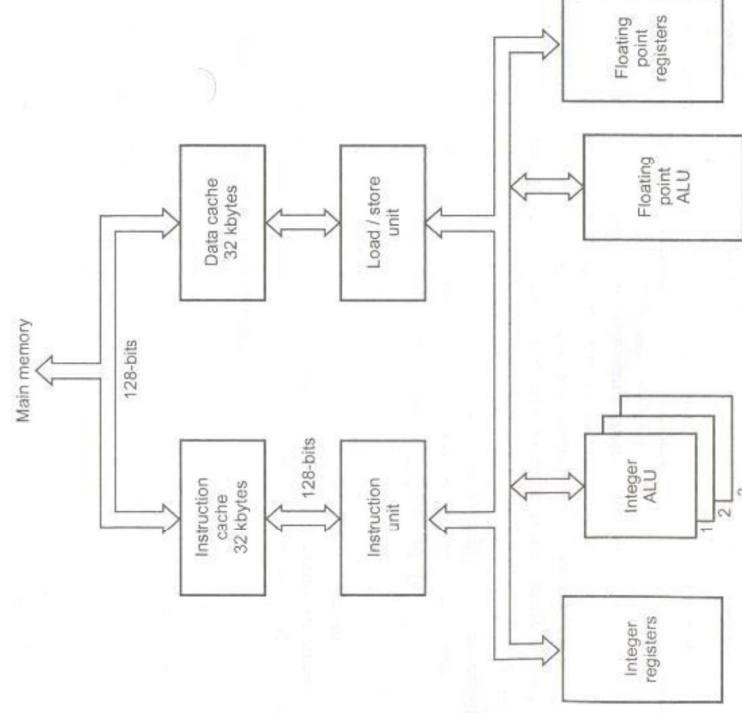 Main memory
128-bits
Instruction
cache
32 kbytes
Data cache
32 kbytes
128-bits
Instruction
unit
Load / store
unit
Integer
registers
Integer
ALU
1
2
3
Floating
point
ALU
Floating
point
registers